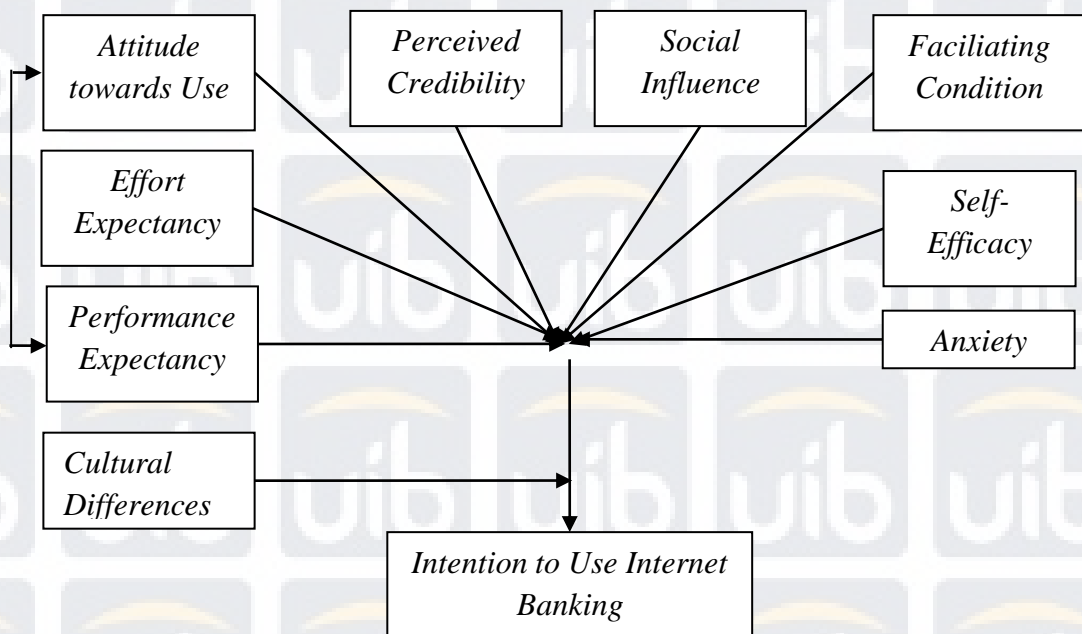 Attitude
towards Use
Perceived
Credibility
Social
Influence
Faciliating
Condition
Effort
Expectancy
Self-
Efficacy
Performance
Expectancy
Anxiety
Cultural
Differences
Intention to Use Internet
Banking
uib